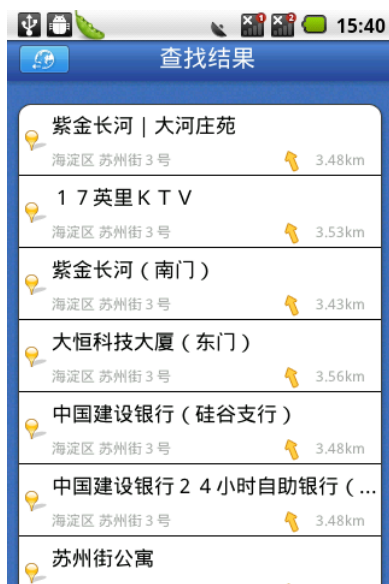 15:40
查找结果
紫金长河 | 大河庄苑
海淀区 苏州街3号 3.48km
１７英里ＫＴＶ
海淀区 苏州街3号 3.53km
紫金长河（南门）
海淀区 苏州街3号 3.43km
大恒科技大厦（东门）
海淀区 苏州街3号 3.56km
中国建设银行（硅谷支行）
海淀区 苏州街3号 3.48km
中国建设银行２４小时自助银行（...
海淀区 苏州街3号 3.48km
苏州街公寓